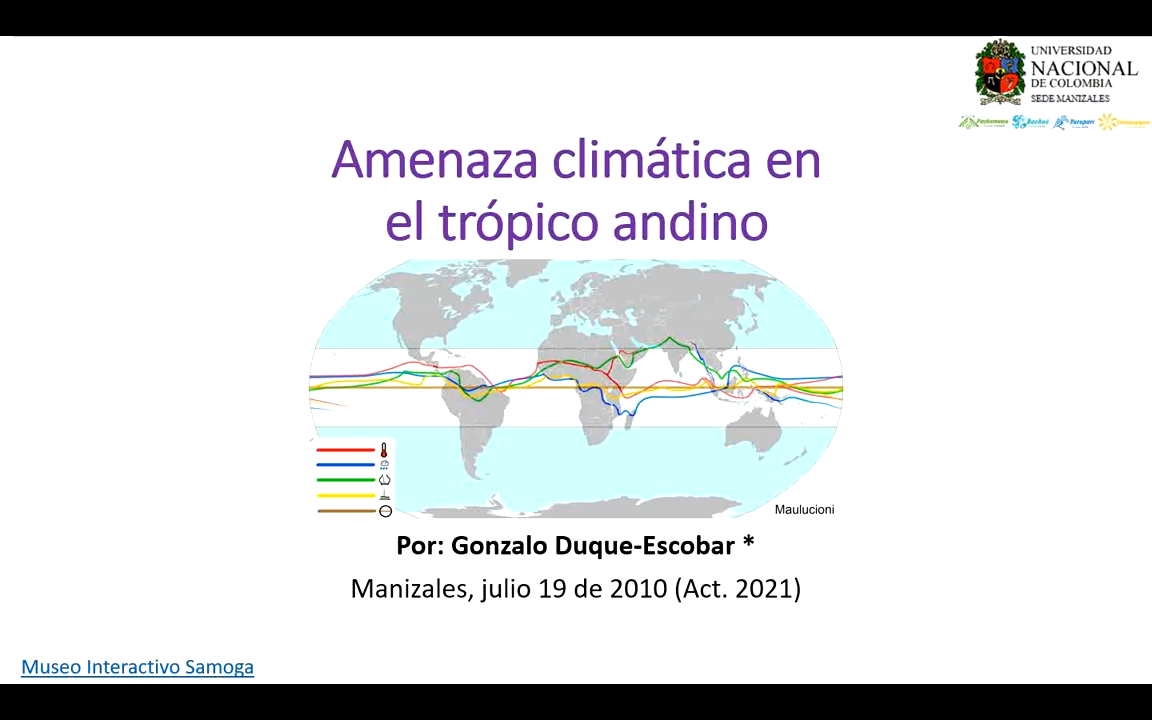 UNIVERSIDAD
NACIONAL
DE COLOMBIA
SEDE MANIZALES
Amenaza climática en
el trópico andino
Maulucioni
Por: Gonzalo Duque-Escobar *
Manizales, julio 19 de 2010 (Act. 2021)
Museo Interactivo Samoga